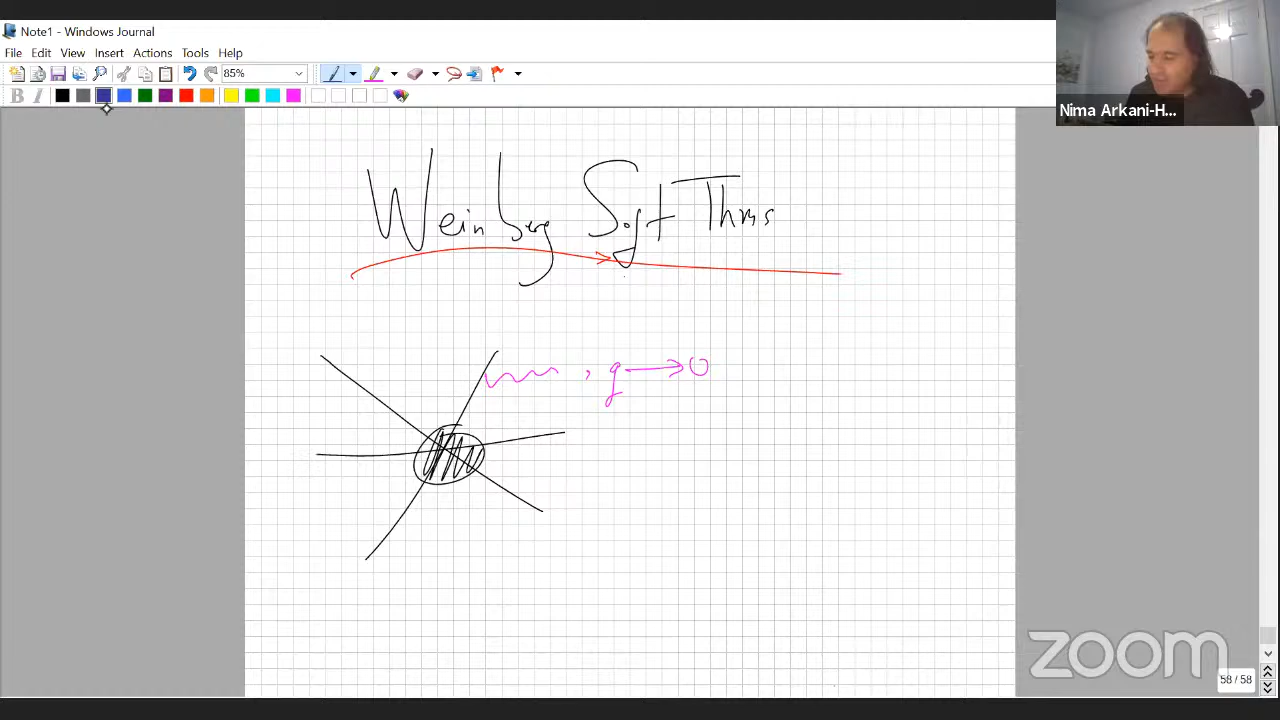 Note1 - Windows Journal
File Edit View Insert Actions Tools Help
85%
B I
Nima Arkani-H...
Weinberg Soft Thms
, q → 0
zoom
58 / 58